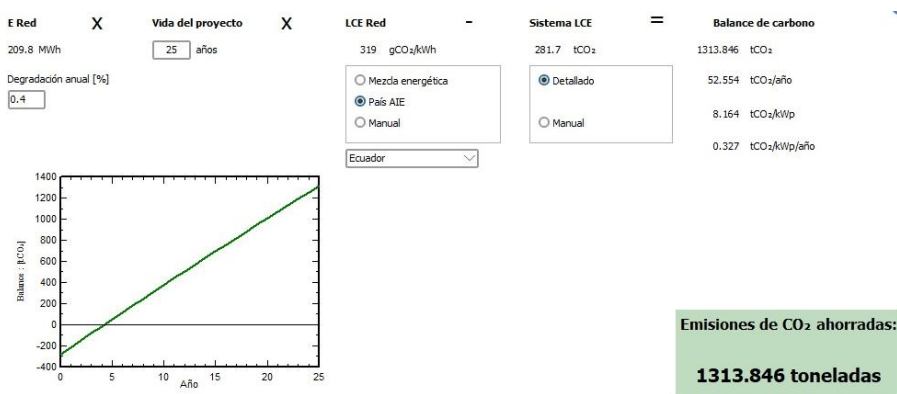 E Red X Vida del proyecto X LCE Red - Sistema LCE = Balance de carbono
209.8 MWh 25 años 319 gCO₂/kWh 281.7 tCO₂ 1313.846 tCO₂
Degradación anual [%] Mezcla energética Detallado 52.554 tCO₂/año
0.4 País AIE
Manual Manual 8.164 tCO₂/kWp
0.327 tCO₂/kWp/año
Ecuador
1400
1200
1000
800
600
400
200
0
-200
-400
Balance : [tCO₂]
0 5 10 15 20 25
Año
Emisiones de CO₂ ahorradas:
1313.846 toneladas